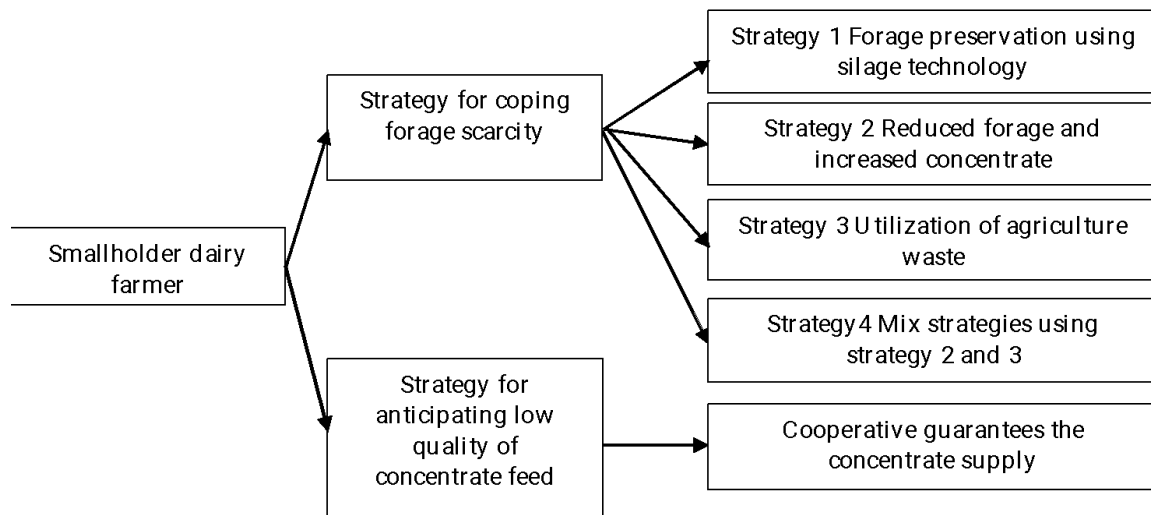 Smallholder dairy
farmer
Strategy for coping
forage scarcity
Strategy for
anticipating low
quality of
concentrate feed
Strategy 1 Forage preservation using
silage technology
Strategy 2 Reduced forage and
increased concentrate
Strategy 3 Utilization of agriculture
waste
Strategy4 Mix strategies using
strategy 2 and 3
Cooperative guarantees the
concentrate supply